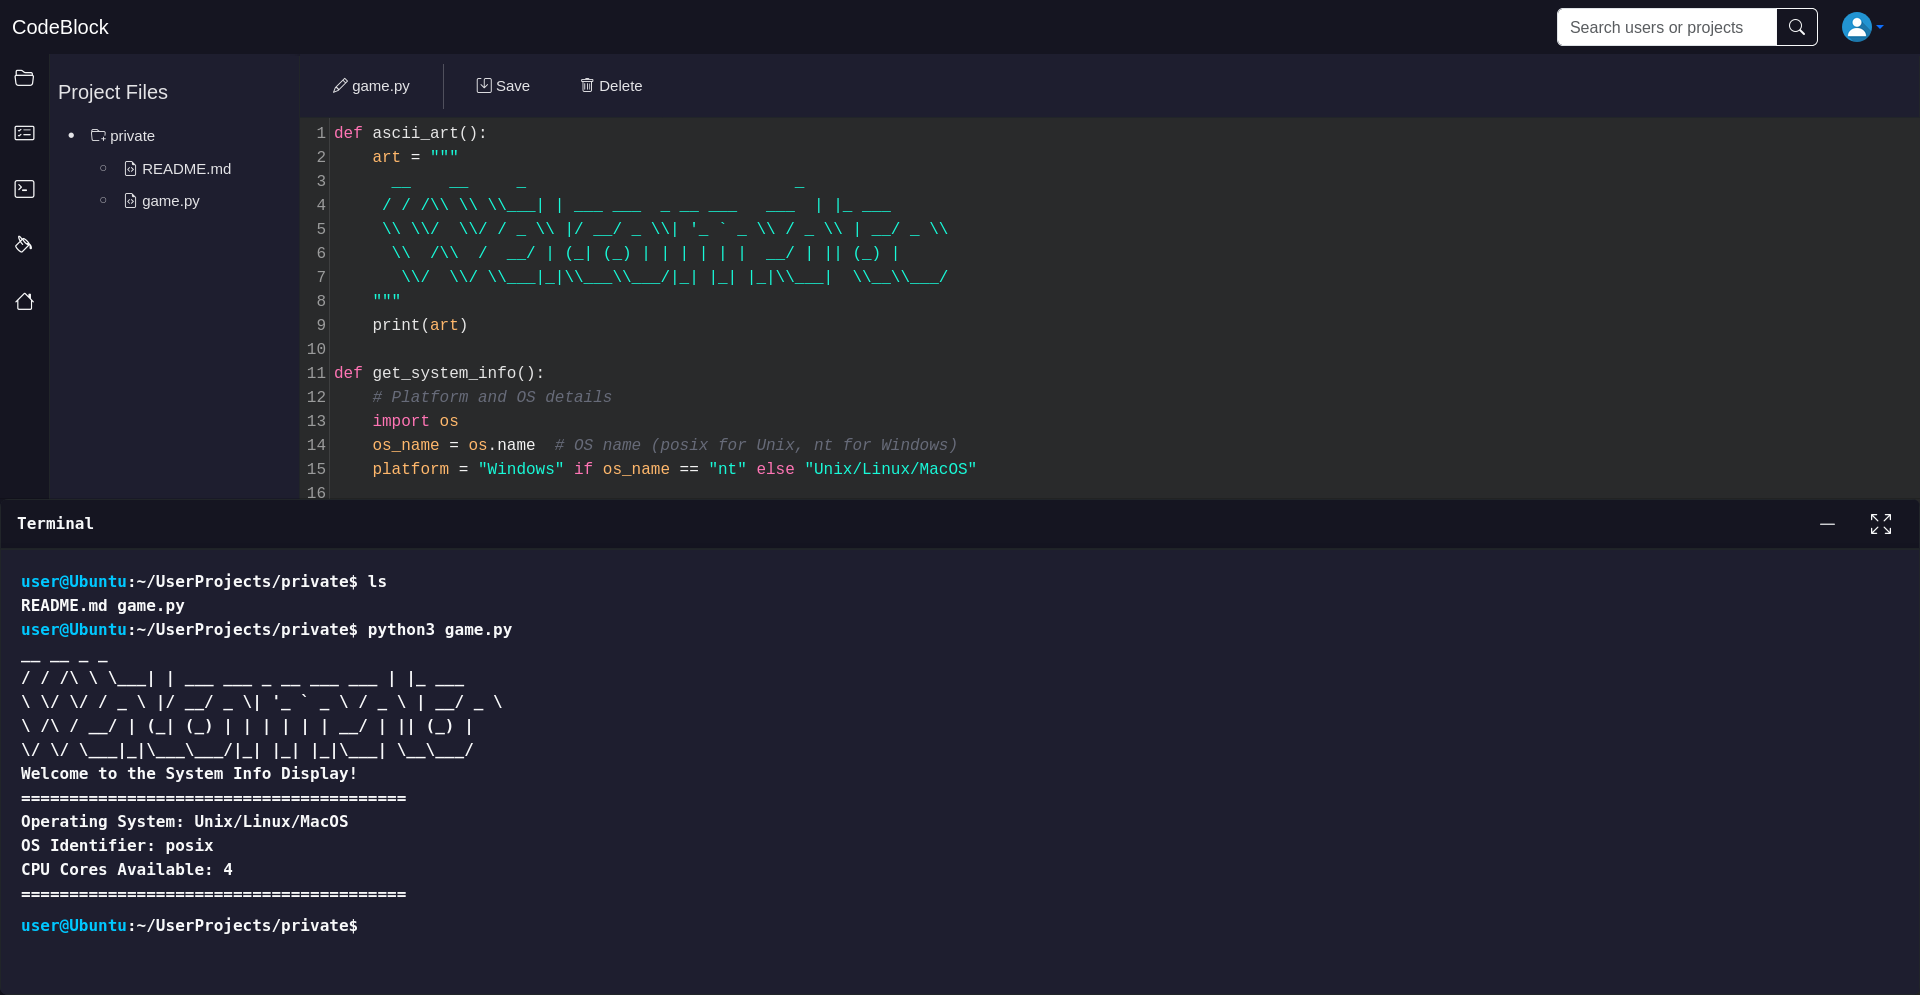 CodeBlock
Search users or projects
Project Files
private
README.md
game.py
game.py
Save
Delete
1 def ascii_art():
2     art = """
3       __    __     _                            _
4      / / /\\ \\ \\___| | ___ ___  _ __ ___   ___  | |_ ___
5      \\ \\/  \\/ / _ \\ |/ __/ _ \\| '_ ` _ \\ / _ \\ | __/ _ \\
6       \\  /\\  /  __/ | (_| (_) | | | | | |  __/ | || (_) |
7        \\/  \\/ \\___|_|\\___\\___/|_| |_| |_|\\___|  \\__\\___/
8     """
9     print(art)
10
11 def get_system_info():
12     # Platform and OS details
13     import os
14     os_name = os.name  # OS name (posix for Unix, nt for Windows)
15     platform = "Windows" if os_name == "nt" else "Unix/Linux/MacOS"
16
Terminal
user@Ubuntu:~/UserProjects/private$ ls
README.md game.py
user@Ubuntu:~/UserProjects/private$ python3 game.py
__ __ _ _
/ / /\ \ \___| | ___ ___ _ __ ___ ___ | |_ ___
\ \/ \/ / _ \ |/ __/ _ \| '_ ` _ \ / _ \ | __/ _ \
\ /\ / __/ | (_| (_) | | | | | | __/ | || (_) |
\/ \/ \___|_|\___\___/|_| |_| |_|\___| \__\___/
Welcome to the System Info Display!
========================================
Operating System: Unix/Linux/MacOS
OS Identifier: posix
CPU Cores Available: 4
========================================
user@Ubuntu:~/UserProjects/private$